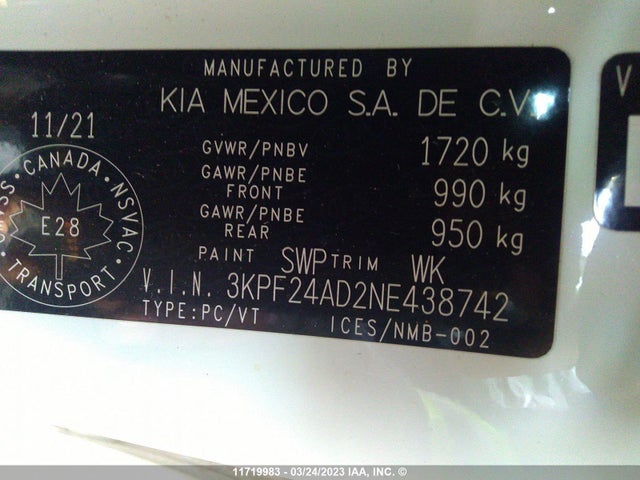 MANUFACTURED BY
KIA MEXICO S.A. DE C.V.
11/21
GVWR/PNBV 1720 kg
GAWR/PNBE FRONT 990 kg
GAWR/PNBE REAR 950 kg
PAINT SWP TRIM WK
V.I.N. 3KPF24AD2NE438742
TYPE:PC/VT ICES/NMB-002
CANADA • NSVAC • TRANSPORT •
E28
V
11719983 - 03/24/2023 IAA, INC. ©